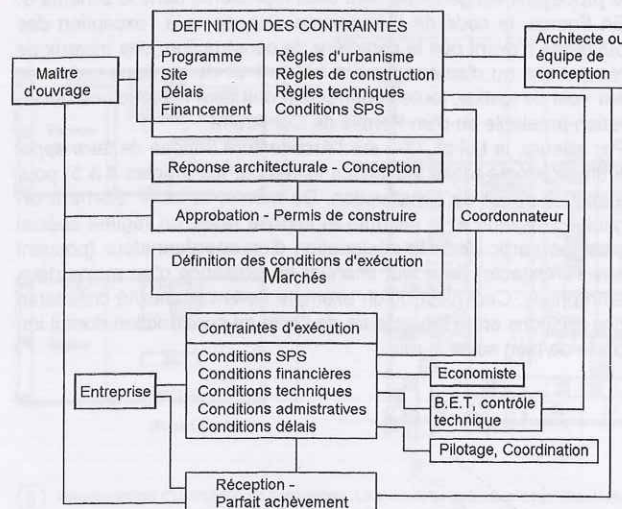 DEFINITION DES CONTRAINTES
Programme Règles d'urbanisme
Site Règles de construction
Délais Règles techniques
Financement Conditions SPS
Maître
d'ouvrage
Architecte ou
équipe de
conception
Réponse architecturale - Conception
Approbation - Permis de construire
Coordonnateur
Définition des conditions d'exécution
Marchés
Contraintes d'exécution
Conditions SPS
Conditions financières
Conditions techniques
Conditions admistratives
Conditions délais
Entreprise
Economiste
B.E.T, contrôle
technique
Pilotage, Coordination
Réception -
Parfait achèvement